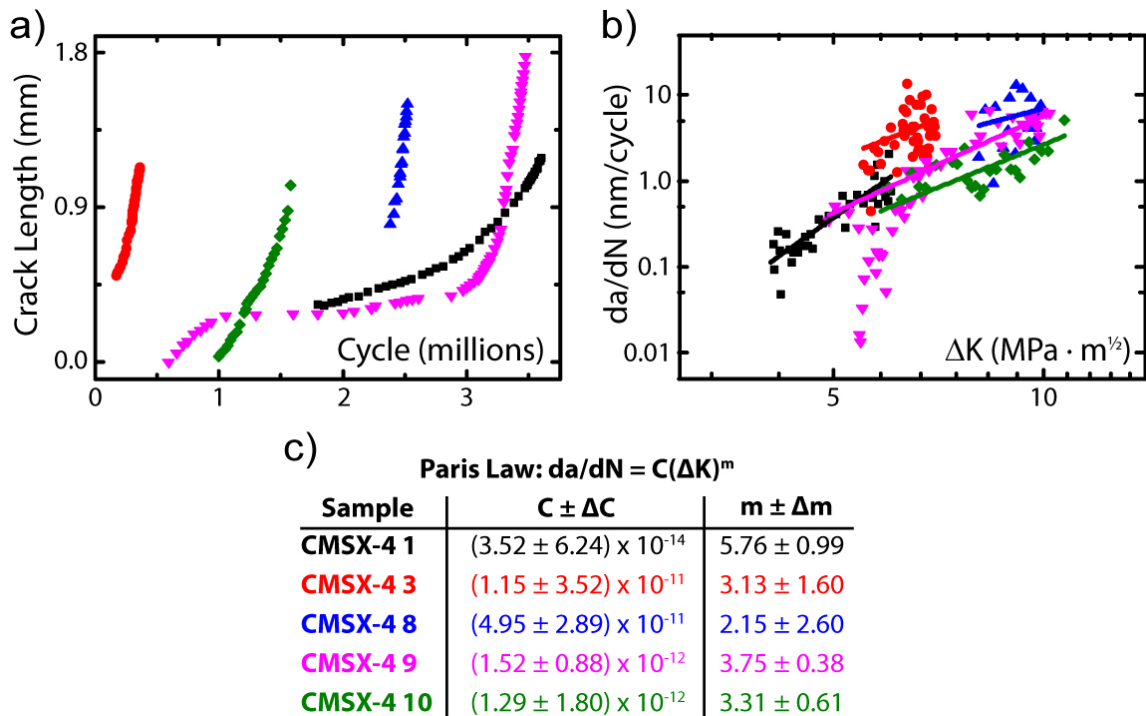 a)
Crack Length (mm)
1.8
0.9
0.0
0
1
2
3
Cycle (millions)
b)
da/dN (nm/cycle)
10
1.0
0.1
0.01
5
10
ΔK (MPa · m½)
c)
Paris Law: da/dN = C(ΔK)ᵐ
Sample C ± ΔC m ± Δm
CMSX-4 1 (3.52 ± 6.24) x 10⁻¹⁴ 5.76 ± 0.99
CMSX-4 3 (1.15 ± 3.52) x 10⁻¹¹ 3.13 ± 1.60
CMSX-4 8 (4.95 ± 2.89) x 10⁻¹¹ 2.15 ± 2.60
CMSX-4 9 (1.52 ± 0.88) x 10⁻¹² 3.75 ± 0.38
CMSX-4 10 (1.29 ± 1.80) x 10⁻¹² 3.31 ± 0.61